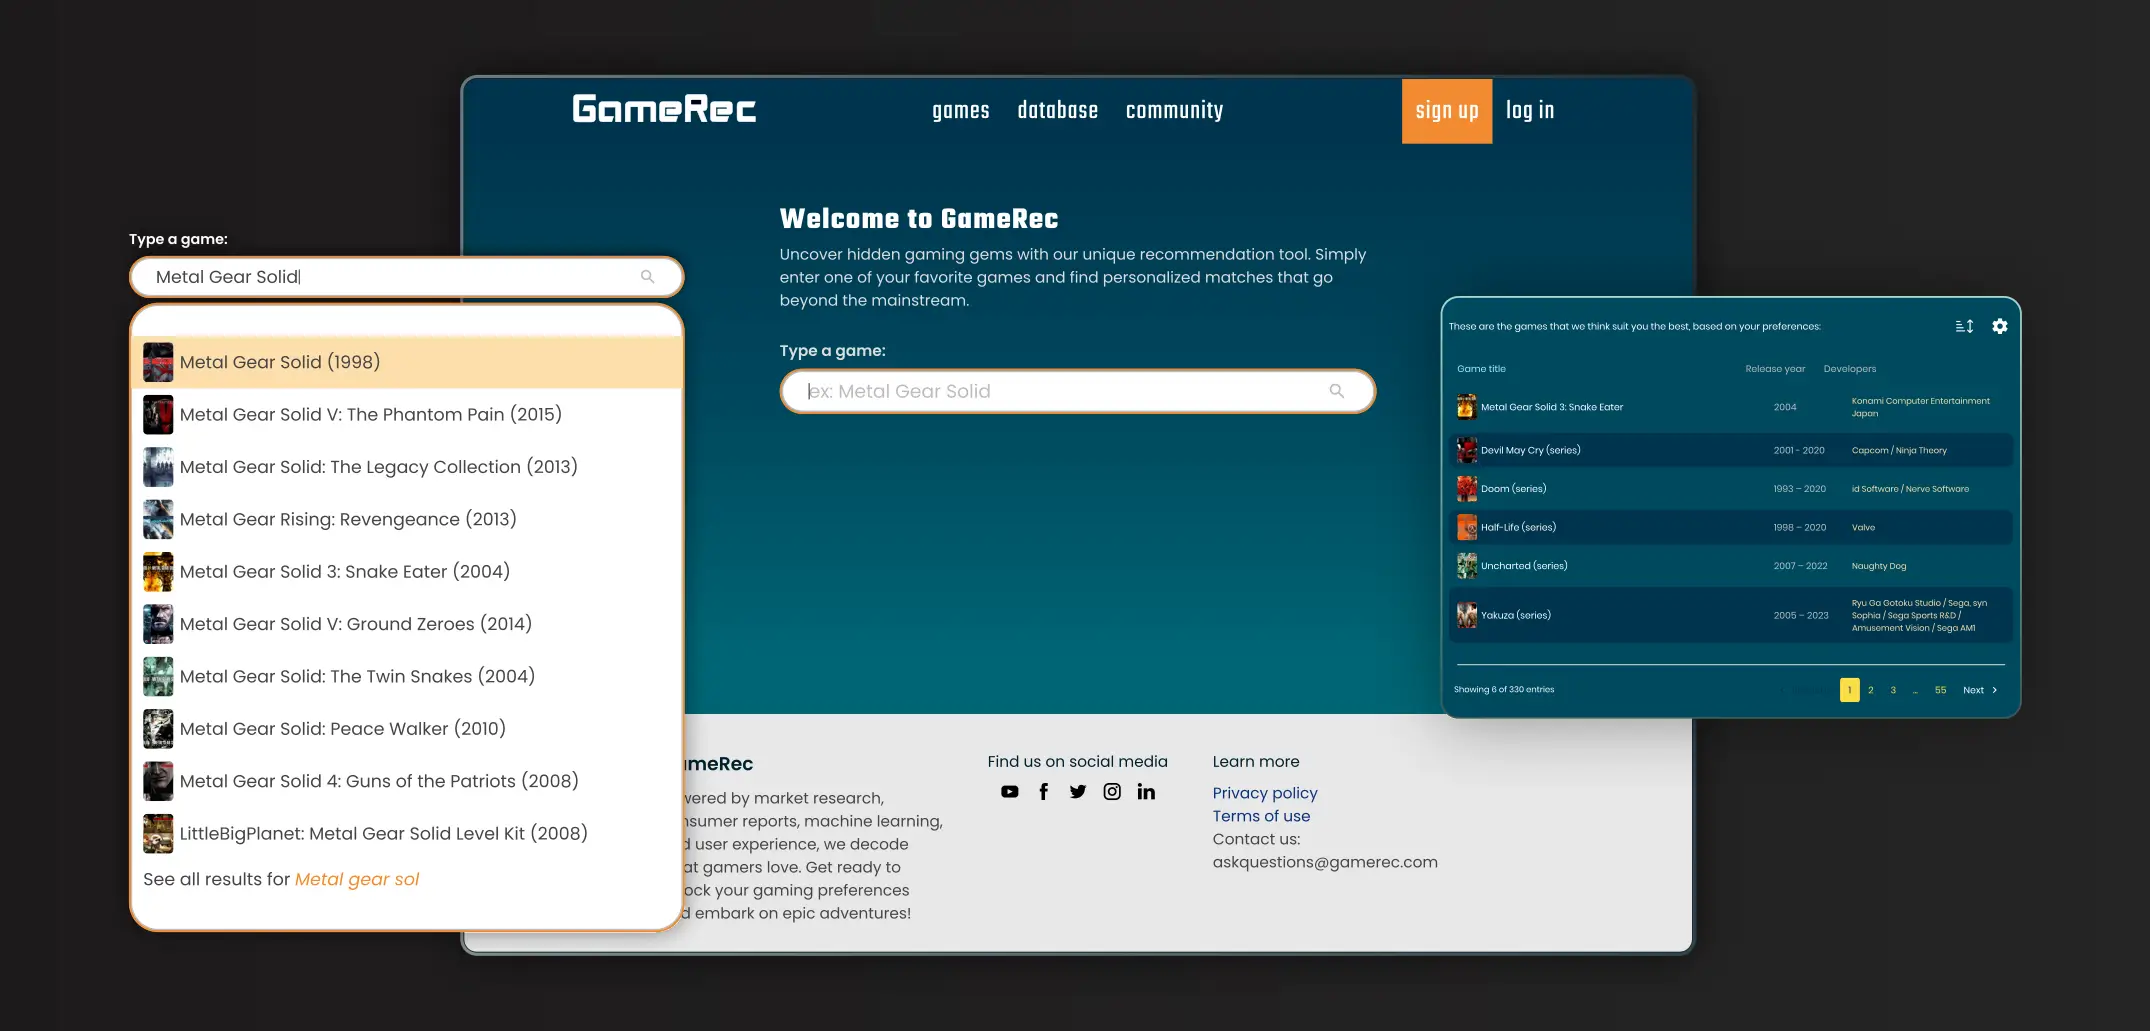 GameRec
games database community
sign up log in
Welcome to GameRec
Uncover hidden gaming gems with our unique recommendation tool. Simply
enter one of your favorite games and find personalized matches that go
beyond the mainstream.
Type a game:
ex: Metal Gear Solid
Type a game:
Metal Gear Solid
Metal Gear Solid (1998)
Metal Gear Solid V: The Phantom Pain (2015)
Metal Gear Solid: The Legacy Collection (2013)
Metal Gear Rising: Revengeance (2013)
Metal Gear Solid 3: Snake Eater (2004)
Metal Gear Solid V: Ground Zeroes (2014)
Metal Gear Solid: The Twin Snakes (2004)
Metal Gear Solid: Peace Walker (2010)
Metal Gear Solid 4: Guns of the Patriots (2008)
LittleBigPlanet: Metal Gear Solid Level Kit (2008)
See all results for Metal gear sol
These are the games that we think suit you the best, based on your preferences:
Game title Release year Developers
Metal Gear Solid 3: Snake Eater 2004 Konami Computer Entertainment
Japan
Devil May Cry (series) 2001 - 2020 Capcom / Ninja Theory
Doom (series) 1993 – 2020 id Software / Nerve Software
Half-Life (series) 1998 – 2020 Valve
Uncharted (series) 2007 – 2022 Naughty Dog
Yakuza (series) 2005 – 2023 Ryu Ga Gotoku Studio / Sega, syn
Sophia / Sega Sports R&D /
Amusement Vision / Sega AM1
Showing 6 of 330 entries
1 2 3 ... 55 Next >
meRec
wered by market research,
nsumer reports, machine learning,
d user experience, we decode
at gamers love. Get ready to
ock your gaming preferences
d embark on epic adventures!
Find us on social media
Learn more
Privacy policy
Terms of use
Contact us:
askquestions@gamerec.com